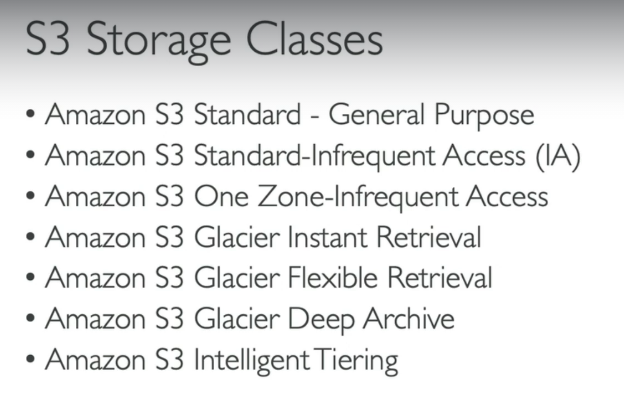 S3 Storage Classes
• Amazon S3 Standard - General Purpose
• Amazon S3 Standard-Infrequent Access (IA)
• Amazon S3 One Zone-Infrequent Access
• Amazon S3 Glacier Instant Retrieval
• Amazon S3 Glacier Flexible Retrieval
• Amazon S3 Glacier Deep Archive
• Amazon S3 Intelligent Tiering